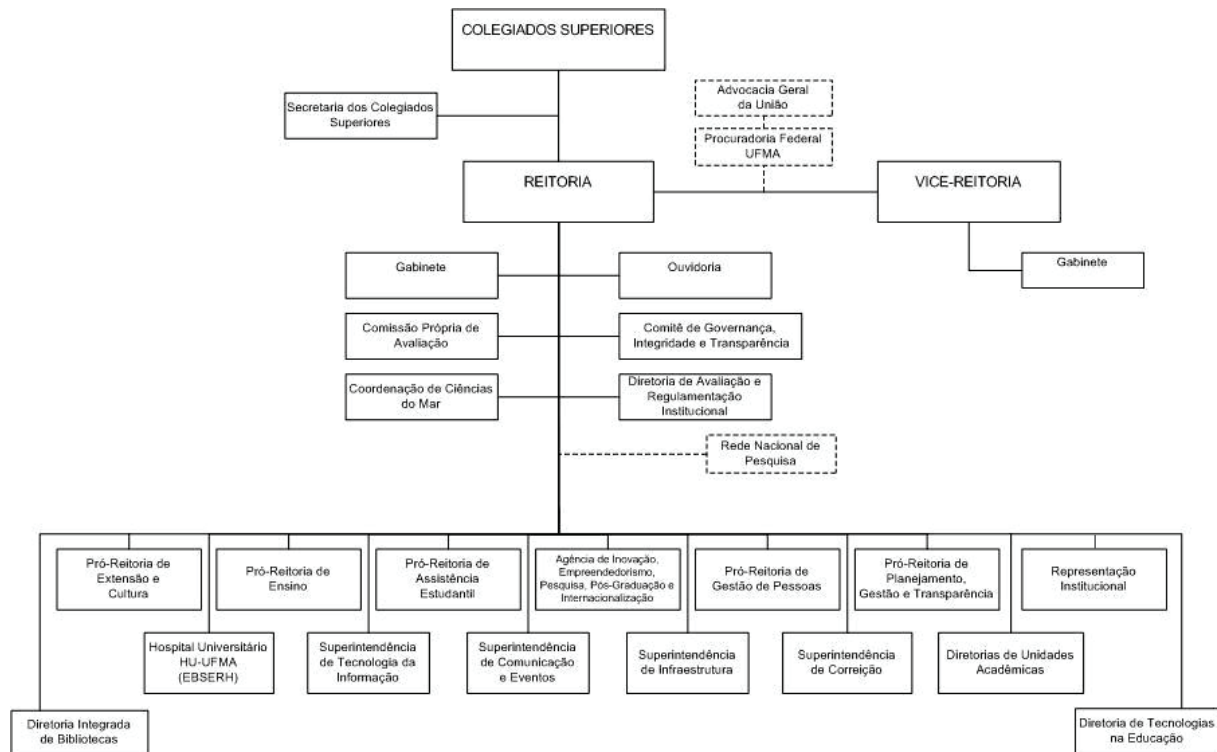 COLEGIADOS SUPERIORES
Secretaria dos Colegiados
Superiores
Advocacia Geral
da União
Procuradoria Federal
UFMA
REITORIA
VICE-REITORIA
Gabinete
Ouvidoria
Gabinete
Comissão Própria de
Avaliação
Comitê de Governança,
Integridade e Transparência
Coordenação de Ciências
do Mar
Diretoria de Avaliação e
Regulamentação
Institucional
Rede Nacional de
Pesquisa
Pró-Reitoria de
Extensão e
Cultura
Pró-Reitoria de
Ensino
Pró-Reitoria de
Assistência
Estudantil
Agência de Inovação,
Empreendedorismo,
Pesquisa, Pós-Graduação e
Internacionalização
Pró-Reitoria de
Gestão de Pessoas
Pró-Reitoria de
Planejamento,
Gestão e Transparência
Representação
Institucional
Hospital Universitário
HU-UFMA
(EBSERH)
Superintendência
de Tecnologia da
Informação
Superintendência
de Comunicação
e Eventos
Superintendência
de Infraestrutura
Superintendência
de Correição
Diretorias de Unidades
Acadêmicas
Diretoria Integrada
de Bibliotecas
Diretoria de Tecnologias
na Educação